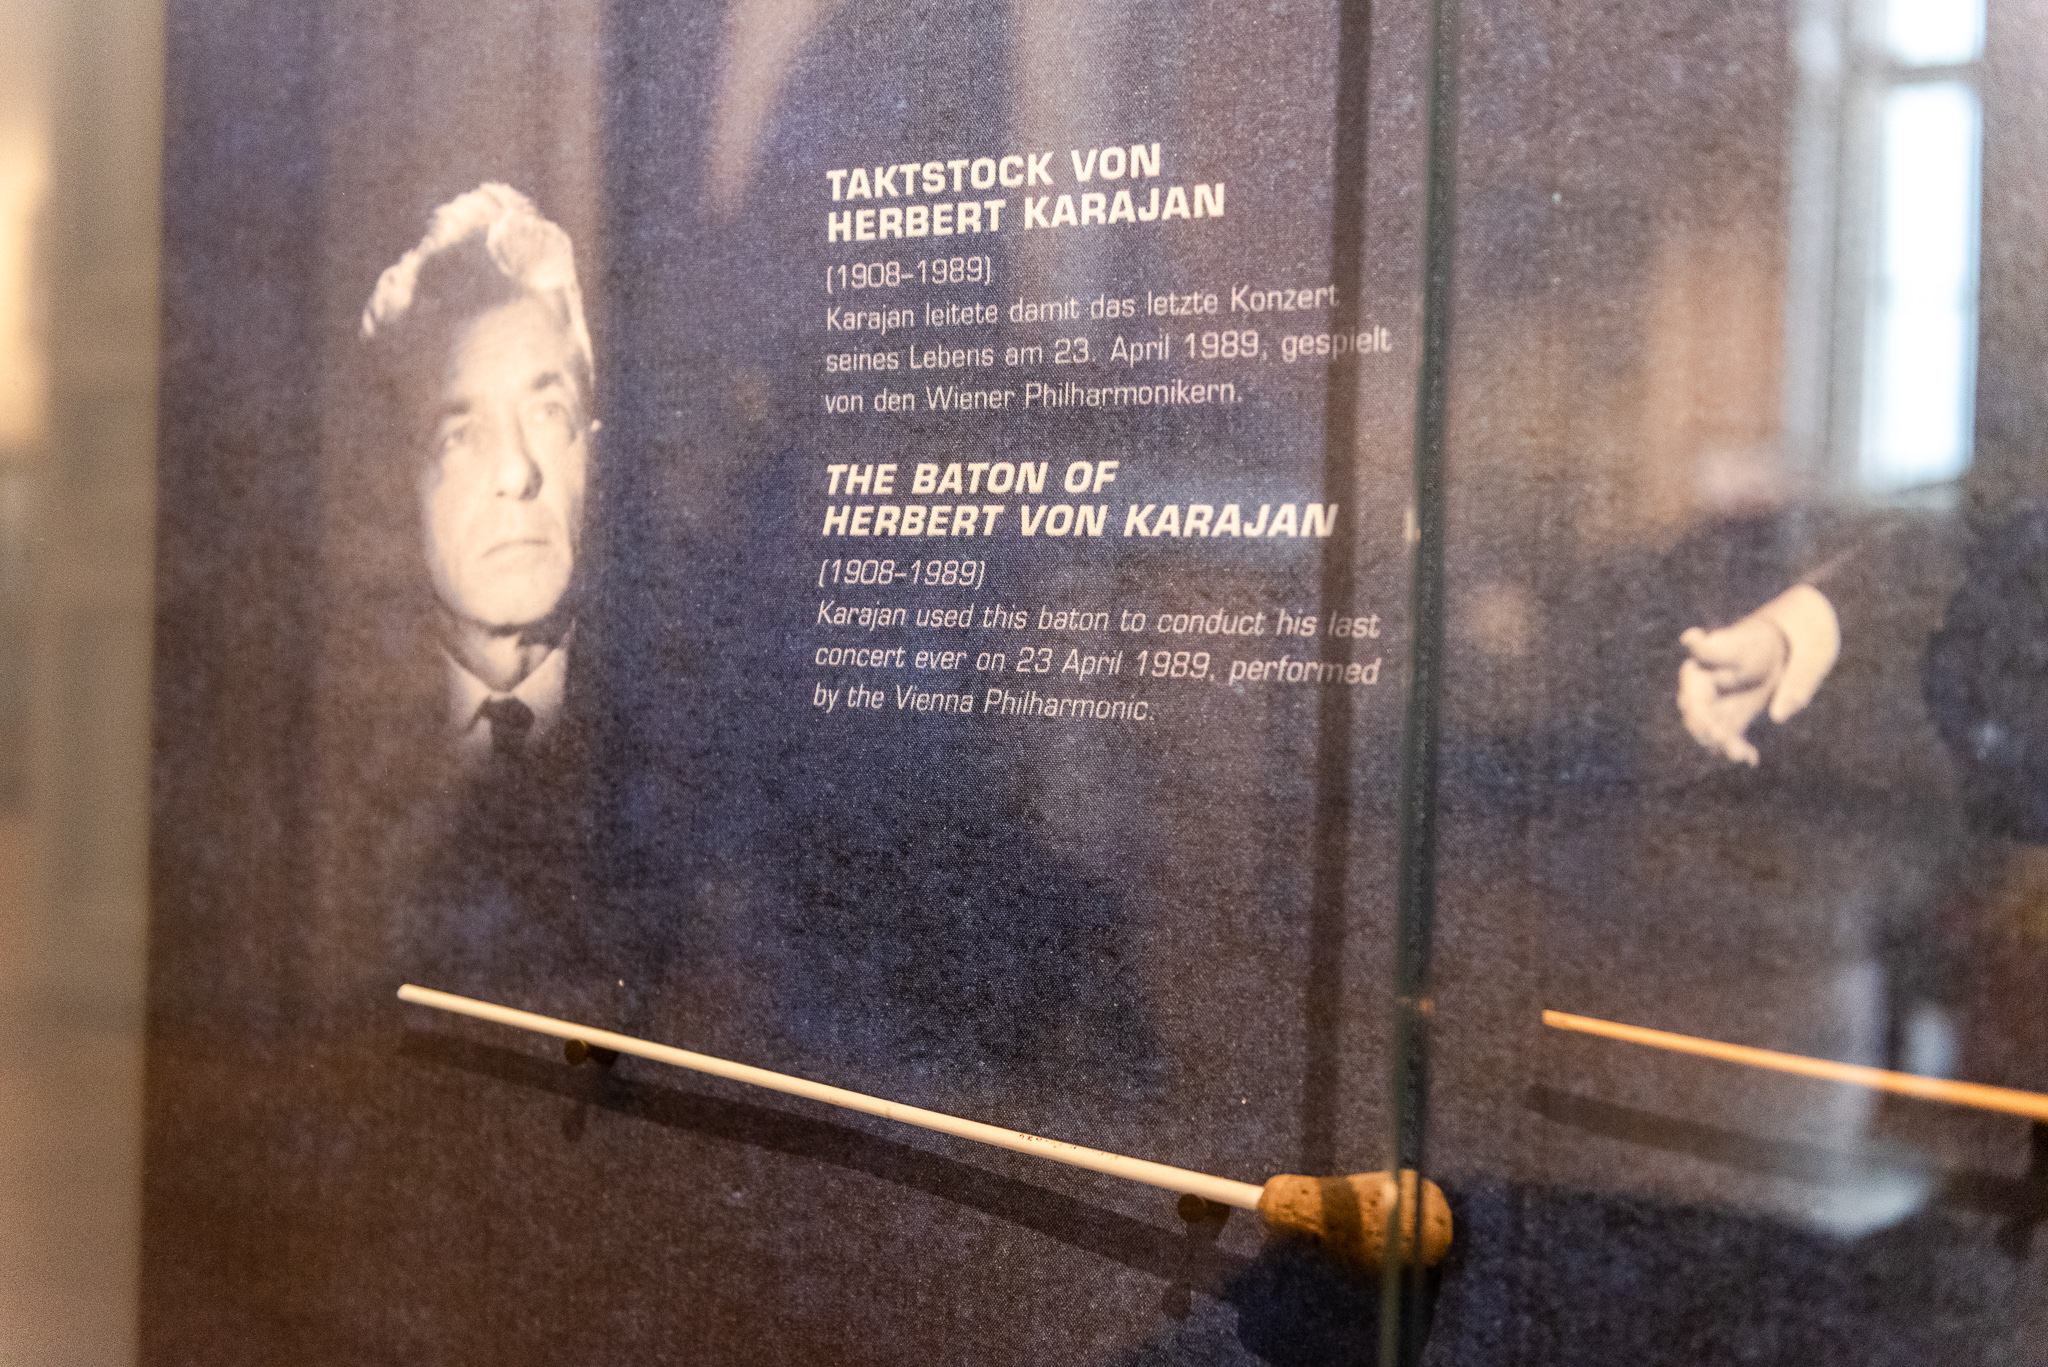 TAKTSTOCK VON
HERBERT KARAJAN
(1908–1989)
Karajan leitete damit das letzte Konzert
seines Lebens am 23. April 1989, gespielt
von den Wiener Philharmonikern.
THE BATON OF
HERBERT VON KARAJAN
(1908–1989)
Karajan used this baton to conduct his last
concert ever on 23 April 1989, performed
by the Vienna Philharmonic.